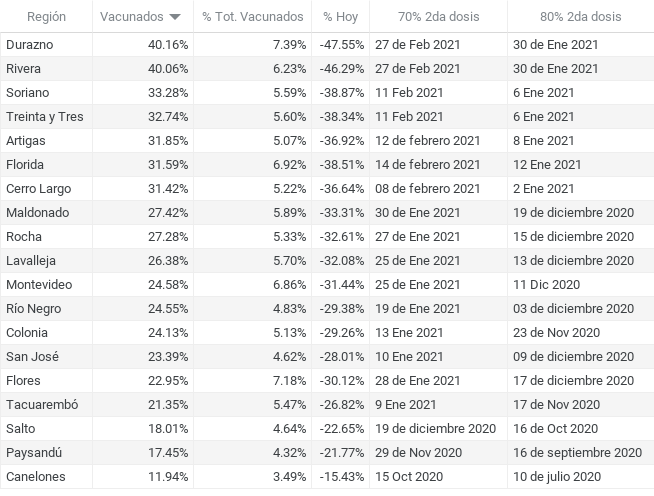 Región Vacunados % Tot. Vacunados % Hoy 70% 2da dosis 80% 2da dosis
Durazno 40.16% 7.39% -47.55% 27 de Feb 2021 30 de Ene 2021
Rivera 40.06% 6.23% -46.29% 27 de Feb 2021 30 de Ene 2021
Soriano 33.28% 5.59% -38.87% 11 Feb 2021 6 Ene 2021
Treinta y Tres 32.74% 5.60% -38.34% 11 Feb 2021 6 Ene 2021
Artigas 31.85% 5.07% -36.92% 12 de febrero 2021 8 Ene 2021
Florida 31.59% 6.92% -38.51% 14 de febrero 2021 12 Ene 2021
Cerro Largo 31.42% 5.22% -36.64% 08 de febrero 2021 2 Ene 2021
Maldonado 27.42% 5.89% -33.31% 30 de Ene 2021 19 de diciembre 2020
Rocha 27.28% 5.33% -32.61% 27 de Ene 2021 15 de diciembre 2020
Lavalleja 26.38% 5.70% -32.08% 25 de Ene 2021 13 de diciembre 2020
Montevideo 24.58% 6.86% -31.44% 25 de Ene 2021 11 Dic 2020
Río Negro 24.55% 4.83% -29.38% 19 de Ene 2021 03 de diciembre 2020
Colonia 24.13% 5.13% -29.26% 13 Ene 2021 23 de Nov 2020
San José 23.39% 4.62% -28.01% 10 Ene 2021 09 de diciembre 2020
Flores 22.95% 7.18% -30.12% 28 de Ene 2021 17 de diciembre 2020
Tacuarembó 21.35% 5.47% -26.82% 9 Ene 2021 17 de Nov 2020
Salto 18.01% 4.64% -22.65% 19 de diciembre 2020 16 de Oct 2020
Paysandú 17.45% 4.32% -21.77% 29 de Nov 2020 16 de septiembre 2020
Canelones 11.94% 3.49% -15.43% 15 Oct 2020 10 de julio 2020